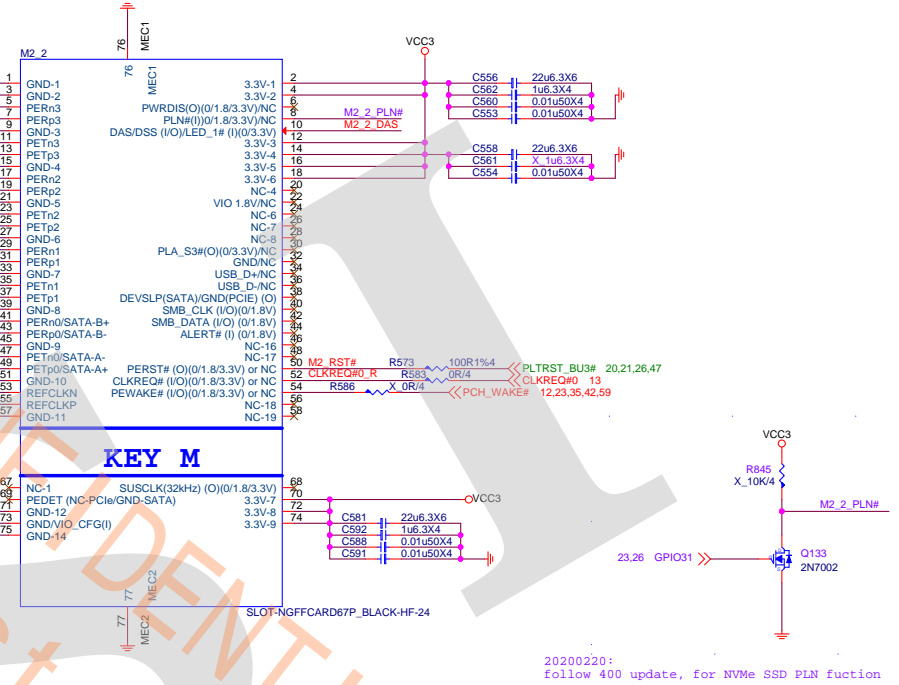 76
MEC1
M2_2
76
MEC1
VCC3
1 GND-1 3.3V-1 2
3 GND-2 3.3V-2 4
5 PERn3 PWRDIS(O)(0/1.8/3.3V)/NC 6
7 PERp3 PLN#(I))0/1.8/3.3V)/NC 8 M2_2_PLN#
9 GND-3 DAS/DSS (I/O)/LED_1# (I)(0/3.3V) 10 M2_2_DAS
11 PETn3 3.3V-3 12
13 PETp3 3.3V-4 14
15 GND-4 3.3V-5 16
17 PERn2 3.3V-6 18
19 PERp2 NC-4 20
21 GND-5 VIO 1.8V/NC 22
23 PETn2 NC-6 24
25 PETp2 NC-7 26
27 GND-6 NC-8 28
29 PERn1 PLA_S3#(O)(0/3.3V)/NC 30
31 PERp1 GND/NC 32
33 GND-7 USB_D+/NC 34
35 PETn1 USB_D-/NC 36
37 PETp1 DEVSLP(SATA)/GND(PCIE) (O) 38
39 GND-8 SMB_CLK (I/O)(0/1.8V) 40
41 PERn0/SATA-B+ SMB_DATA (I/O) (0/1.8V) 42
43 PERp0/SATA-B- ALERT# (I) (0/1.8V) 44
45 GND-9 NC-16 46
47 PETn0/SATA-A- NC-17 48
49 PETp0/SATA-A+ PERST# (O)(0/1.8/3.3V) or NC 50 M2_RST# R573 100R1%4 PLTRST_BU3# 20,21,26,47
51 GND-10 CLKREQ# (I/O)(0/1.8/3.3V) or NC 52 CLKREQ#0_R R583 0R/4 CLKREQ#0 13
53 REFCLKN PEWAKE# (I/O)(0/1.8/3.3V) or NC 54 R586 X_0R/4 PCH_WAKE# 12,23,35,42,59
55 REFCLKP NC-18 56
57 GND-11 NC-19 58
C556 22u6.3X6
C562 1u6.3X4
C560 0.01u50X4
C553 0.01u50X4
C558 22u6.3X6
C561 X_1u6.3X4
C554 0.01u50X4
KEY M
67 NC-1 SUSCLK(32kHz) (O)(0/1.8/3.3V) 68
69 PEDET (NC-PCIe/GND-SATA) 3.3V-7 70 VCC3
71 GND-12 3.3V-8 72
73 GND/VIO_CFG(I) 3.3V-9 74
75 GND-14
C581 22u6.3X6
C592 1u6.3X4
C588 0.01u50X4
C591 0.01u50X4
77
MEC2
SLOT-NGFFCARD67P_BLACK-HF-24
77
MEC2
VCC3
R845
X_10K/4
M2_2_PLN#
23,26 GPIO31
Q133
2N7002
20200220:
follow 400 update, for NVMe SSD PLN fuction